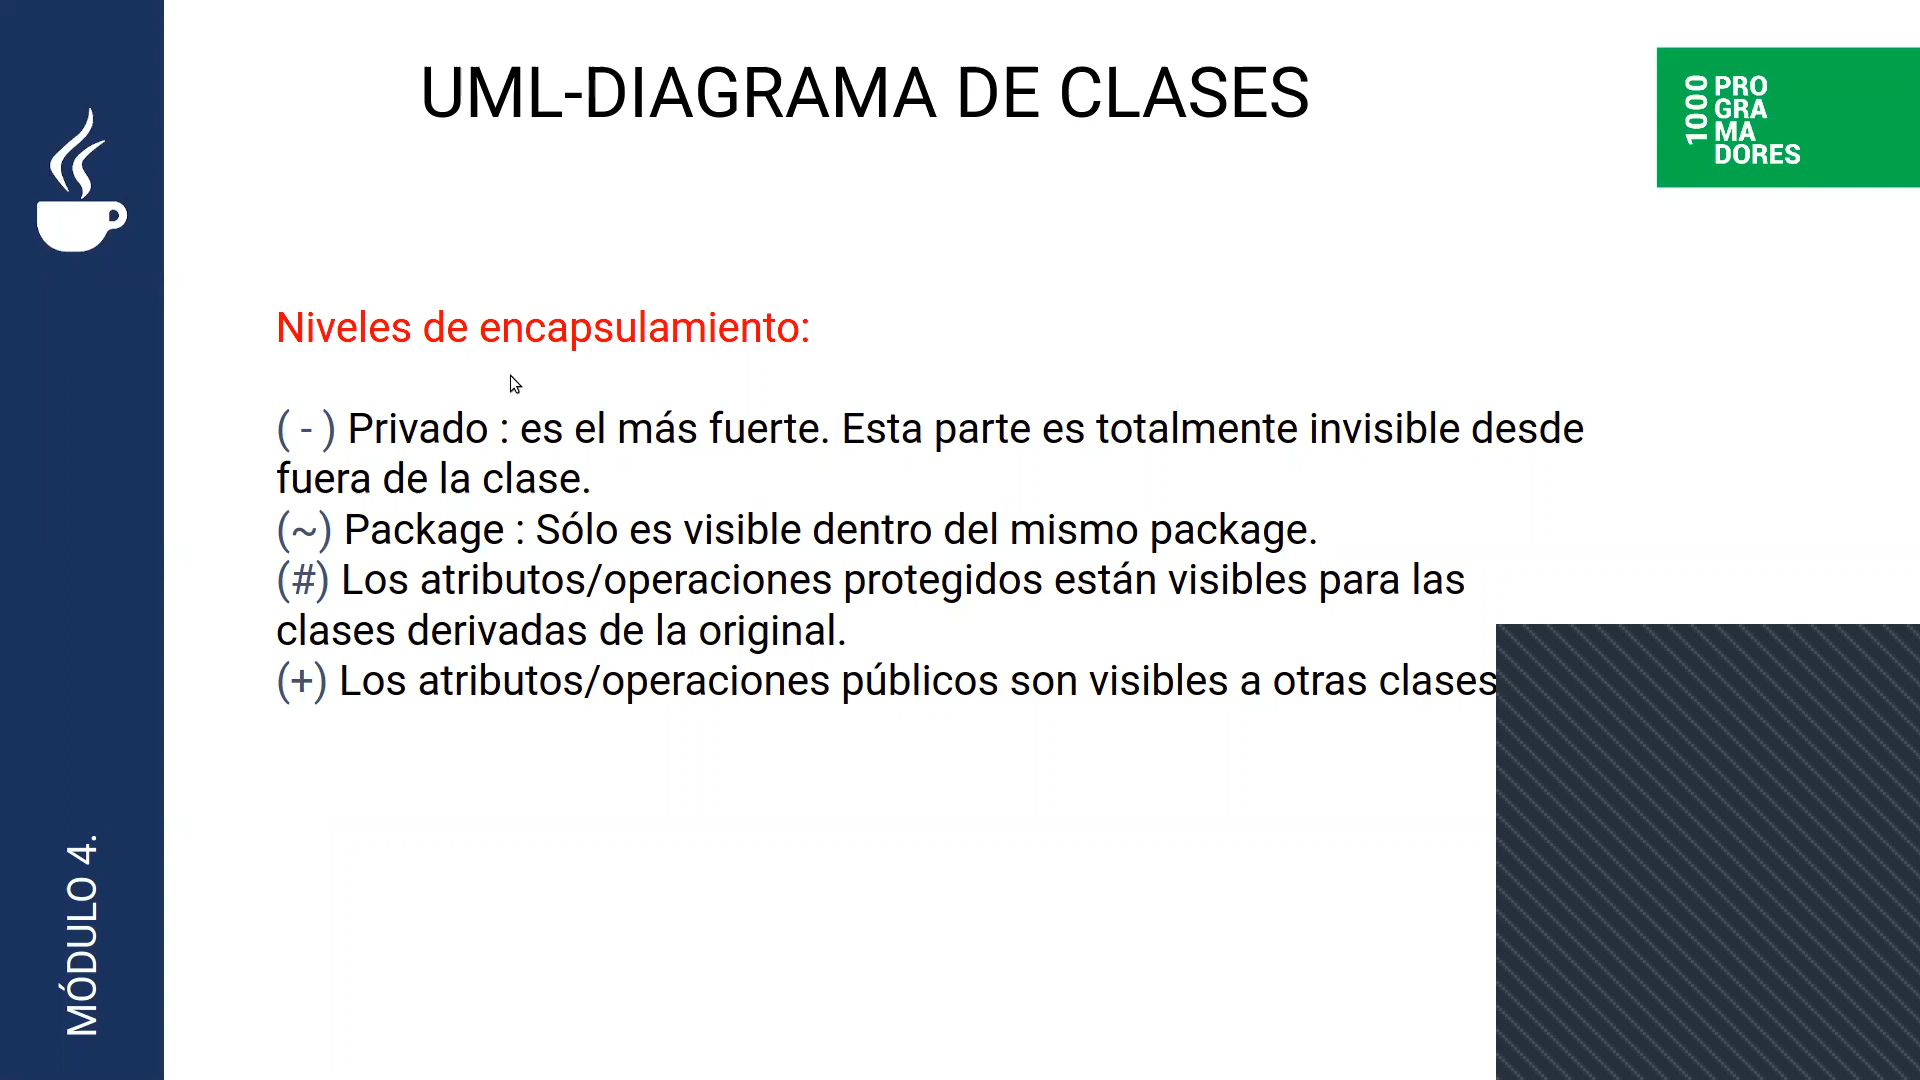 UML-DIAGRAMA DE CLASES
1000
PRO
GRA
MA
DORES
Niveles de encapsulamiento:
( - ) Privado : es el más fuerte. Esta parte es totalmente invisible desde
fuera de la clase.
(~) Package : Sólo es visible dentro del mismo package.
(#) Los atributos/operaciones protegidos están visibles para las
clases derivadas de la original.
(+) Los atributos/operaciones públicos son visibles a otras clases
MÓDULO 4.